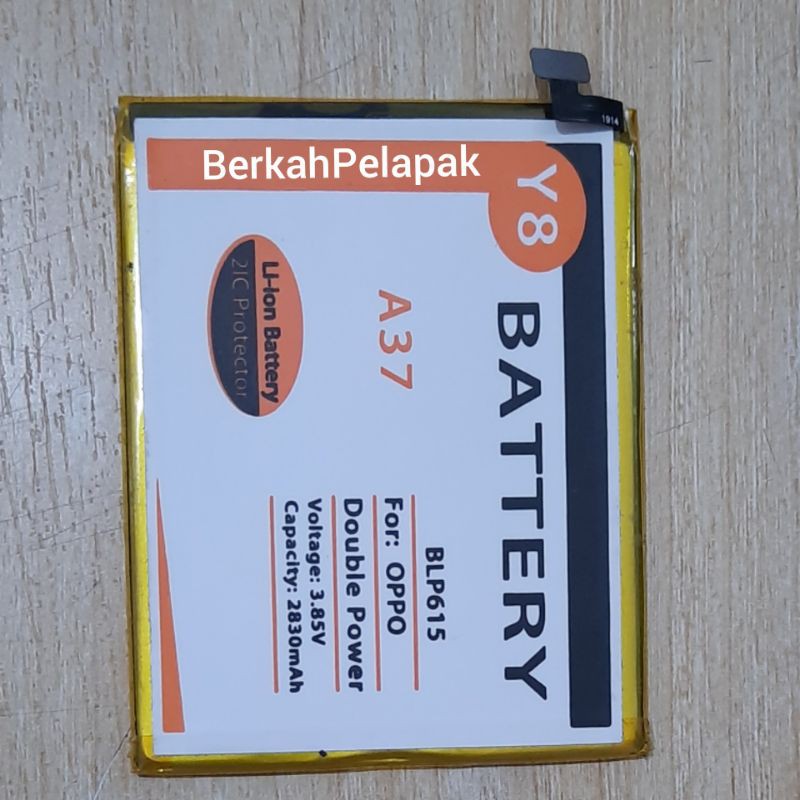 BerkahPelapak
1914
Y8
BATTERY
A37
Li-Ion Battery
2IC Protector
BLP615
For: OPPO
Double Power
Voltage: 3.85V
Capacity: 2830mAh